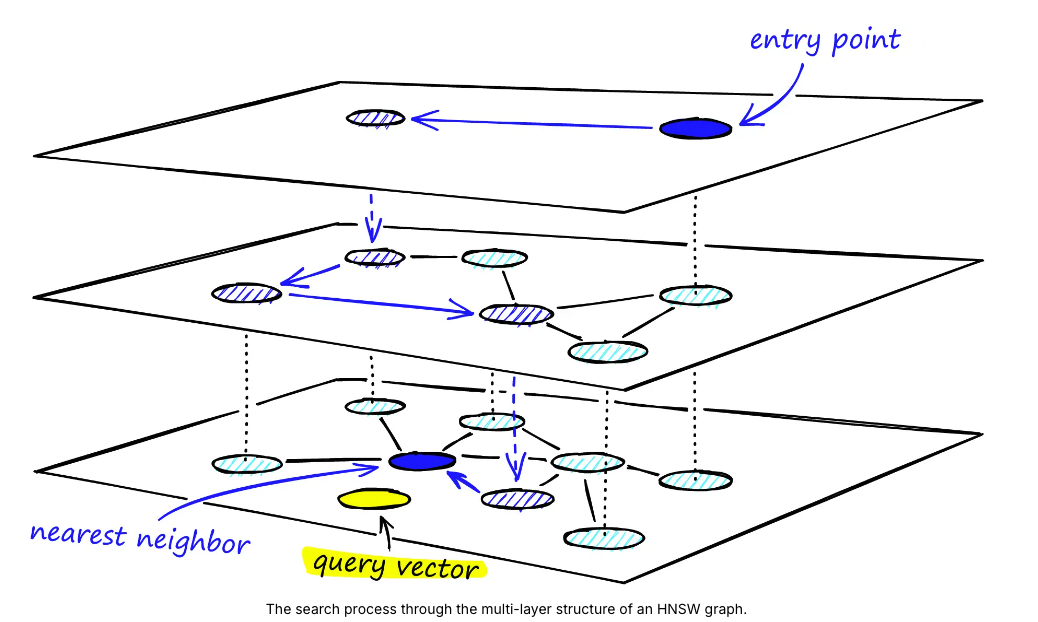 entry point
nearest neighbor
query vector
The search process through the multi-layer structure of an HNSW graph.